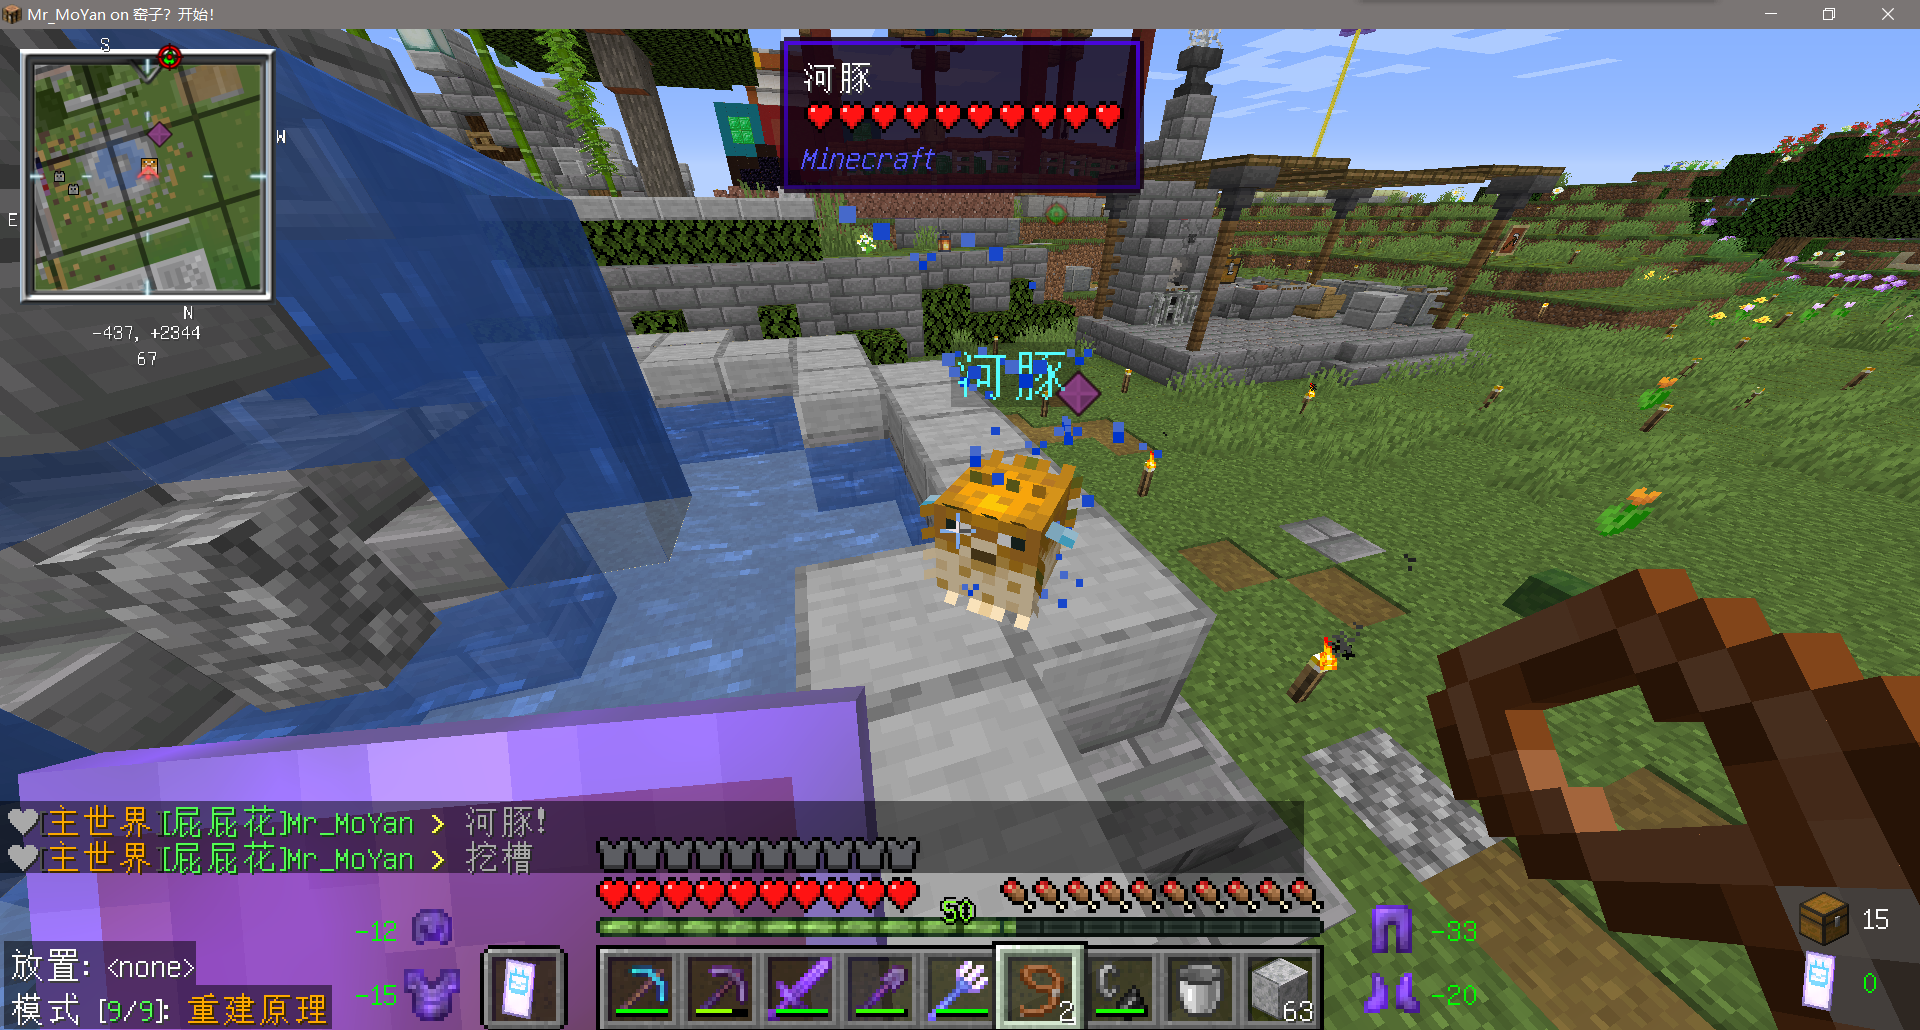 Mr_MoYan on 窑子? 开始!
S
W
E
N
-437, +2344
67
河豚
Minecraft
河豚
[主世界][屁屁花]Mr_MoYan > 河豚!
[主世界][屁屁花]Mr_MoYan > 挖槽
50
-12
-15
-33
-20
15
0
放置: <none>
模式 [9/9]: 重建原理
2
63